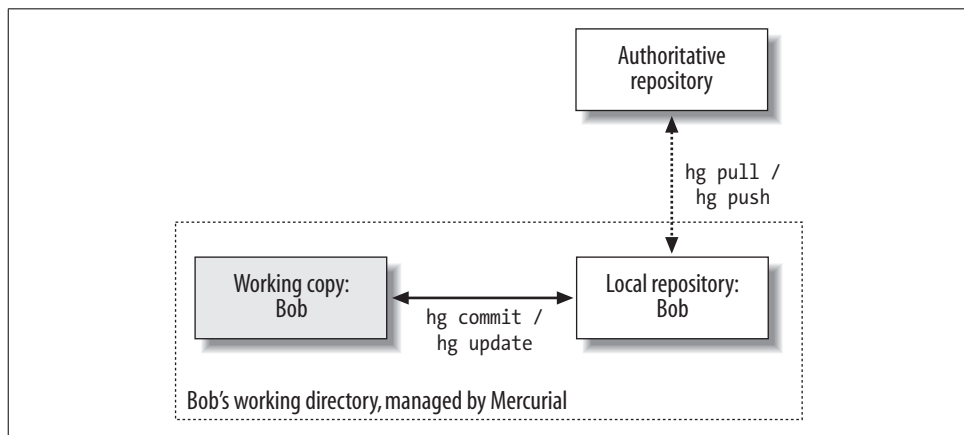 Authoritative
repository
hg pull /
hg push
Working copy:
Bob
hg commit /
hg update
Local repository:
Bob
Bob's working directory, managed by Mercurial